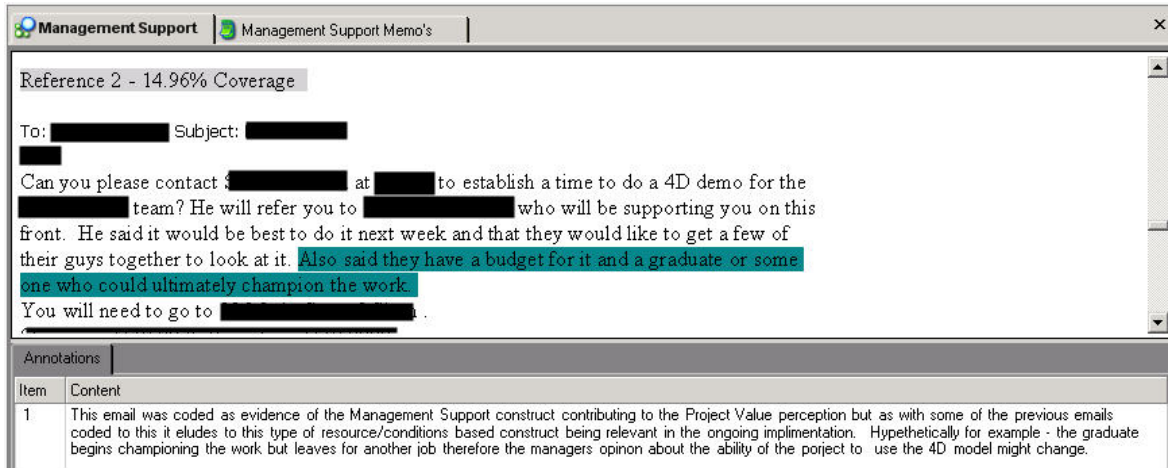 Management Support
Management Support Memo's
Reference 2 - 14.96% Coverage
To: Subject:
Can you please contact at to establish a time to do a 4D demo for the
team? He will refer you to who will be supporting you on this
front. He said it would be best to do it next week and that they would like to get a few of
their guys together to look at it. Also said they have a budget for it and a graduate or some
one who could ultimately champion the work.
You will need to go to .
Annotations
Item Content
1 This email was coded as evidence of the Management Support construct contributing to the Project Value perception but as with some of the previous emails
coded to this it eludes to this type of resource/conditions based construct being relevant in the ongoing implimentation. Hypethetically for example - the graduate
begins championing the work but leaves for another job therefore the managers opinon about the ability of the porject to use the 4D model might change.